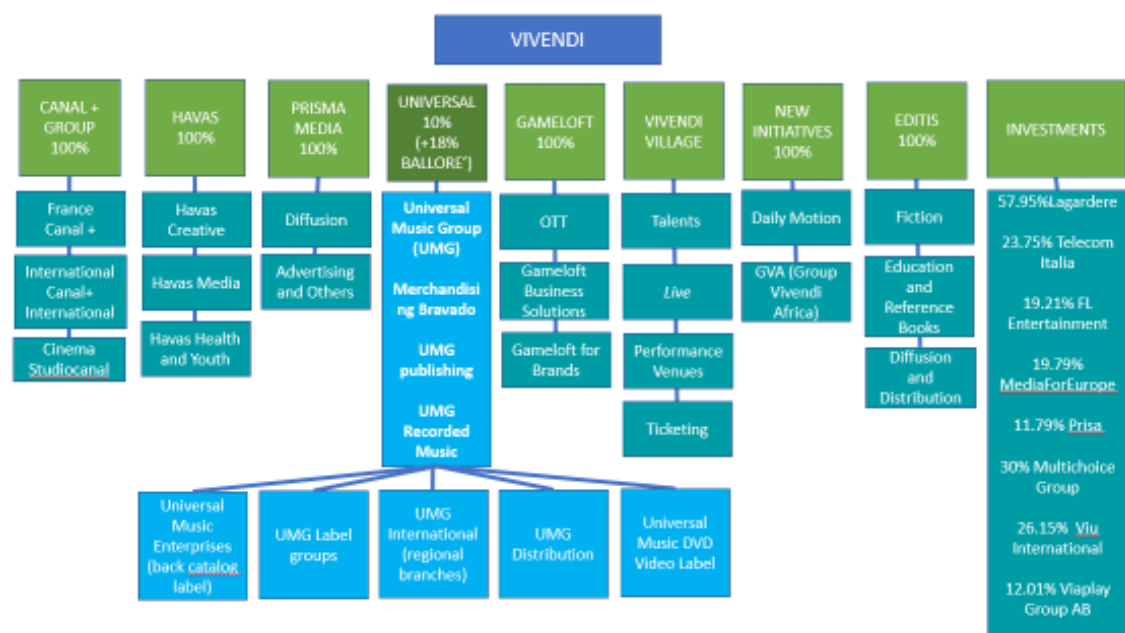 VIVENDI
CANAL +
GROUP
100%
HAVAS
100%
PRISMA
MEDIA
100%
UNIVERSAL
10%
(+18%
BALLORE´)
GAMELOFT
100%
VIVENDI
VILLAGE
NEW
INITIATIVES
100%
EDITIS
100%
INVESTMENTS
France
Canal +
International
Canal+
International
Cinema
Studiocanal
Havas
Creative
Havas Media
Havas Health
and Youth
Diffusion
Advertising
and Others
Universal
Music Group
(UMG)
Merchandisi
ng Bravado
UMG
publishing
UMG
Recorded
Music
OTT
Gameloft
Business
Solutions
Gameloft for
Brands
Talents
Live
Performance
Venues
Ticketing
Daily Motion
GVA (Group
Vivendi
Africa)
Fiction
Education
and
Reference
Books
Diffusion
and
Distribution
57.95%Lagardere
23.75% Telecom
Italia
19.21% FL
Entertainment
19.79%
MediaForEurope
11.79% Prisa
30% Multichoice
Group
26.15% Viu
International
12.01% Viaplay
Group AB
Universal
Music
Enterprises
(back catalog
label)
UMG Label
groups
UMG
International
(regional
branches)
UMG
Distribution
Universal
Music DVD
Video Label